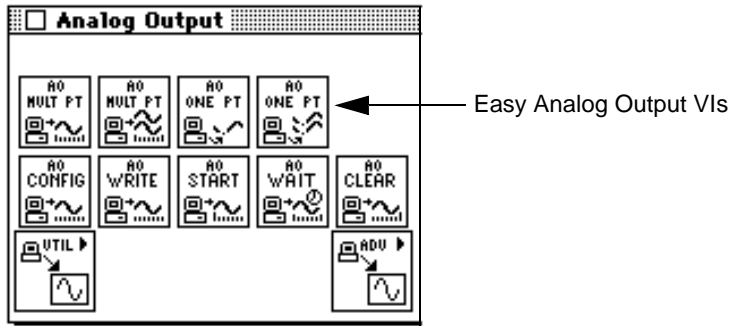 Analog Output
AO MULT PT
AO MULT PT
AO ONE PT
AO ONE PT
Easy Analog Output VIs
AO CONFIG
AO WRITE
AO START
AO WAIT
AO CLEAR
UTIL
ADV